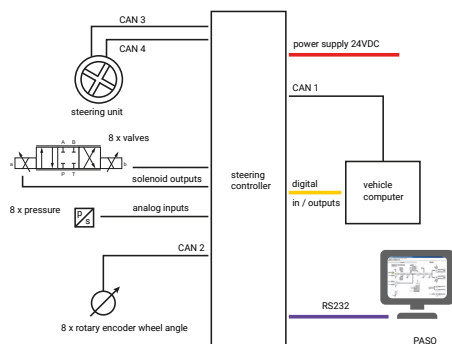 CAN 3
CAN 4
steering unit
8 x valves
A B
a
b
P T
solenoid outputs
8 x pressure
p
s
analog inputs
CAN 2
8 x rotary encoder wheel angle
steering
controller
power supply 24VDC
CAN 1
digital
in / outputs
vehicle
computer
RS232
PASO